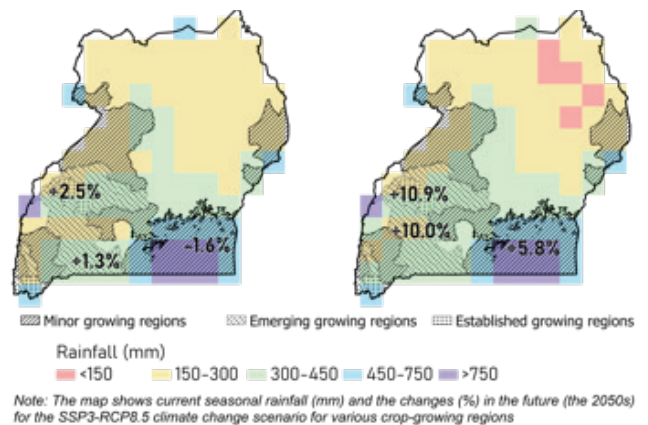 +2.5%
-1.6%
+1.3%
+10.9%
+10.0%
+5.8%
Minor growing regions Emerging growing regions Established growing regions
Rainfall (mm)
<150 150-300 300-450 450-750 >750
Note: The map shows current seasonal rainfall (mm) and the changes (%) in the future (the 2050s)
for the SSP3-RCP8.5 climate change scenario for various crop-growing regions